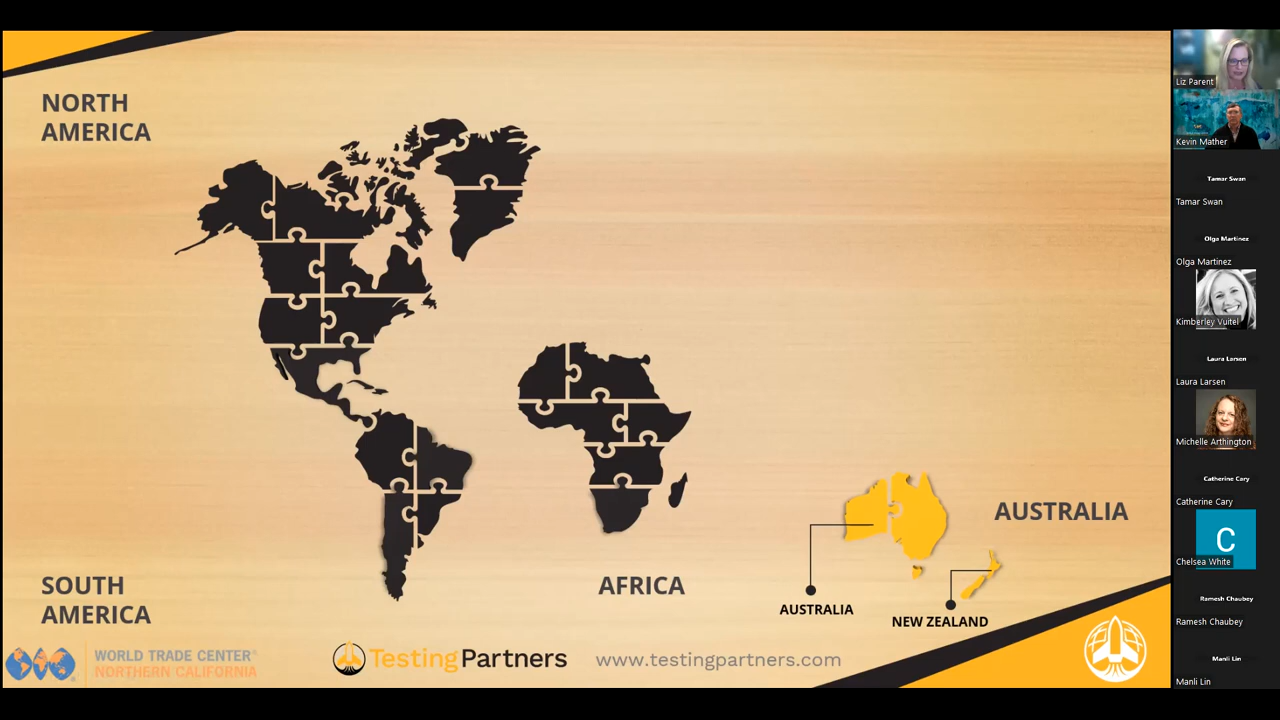 NORTH
AMERICA
SOUTH
AMERICA
AFRICA
AUSTRALIA
AUSTRALIA
NEW ZEALAND
WORLD TRADE CENTER®
NORTHERN CALIFORNIA
Testing Partners
www.testingpartners.com
Liz Parent
Kevin Mather
Tamar Swan
Tamar Swan
Olga Martinez
Olga Martinez
Kimberley Vuitel
Laura Larsen
Laura Larsen
Michelle Arthington
Catherine Cary
Catherine Cary
C
Chelsea White
Ramesh Chaubey
Ramesh Chaubey
Manli Lin
Manli Lin